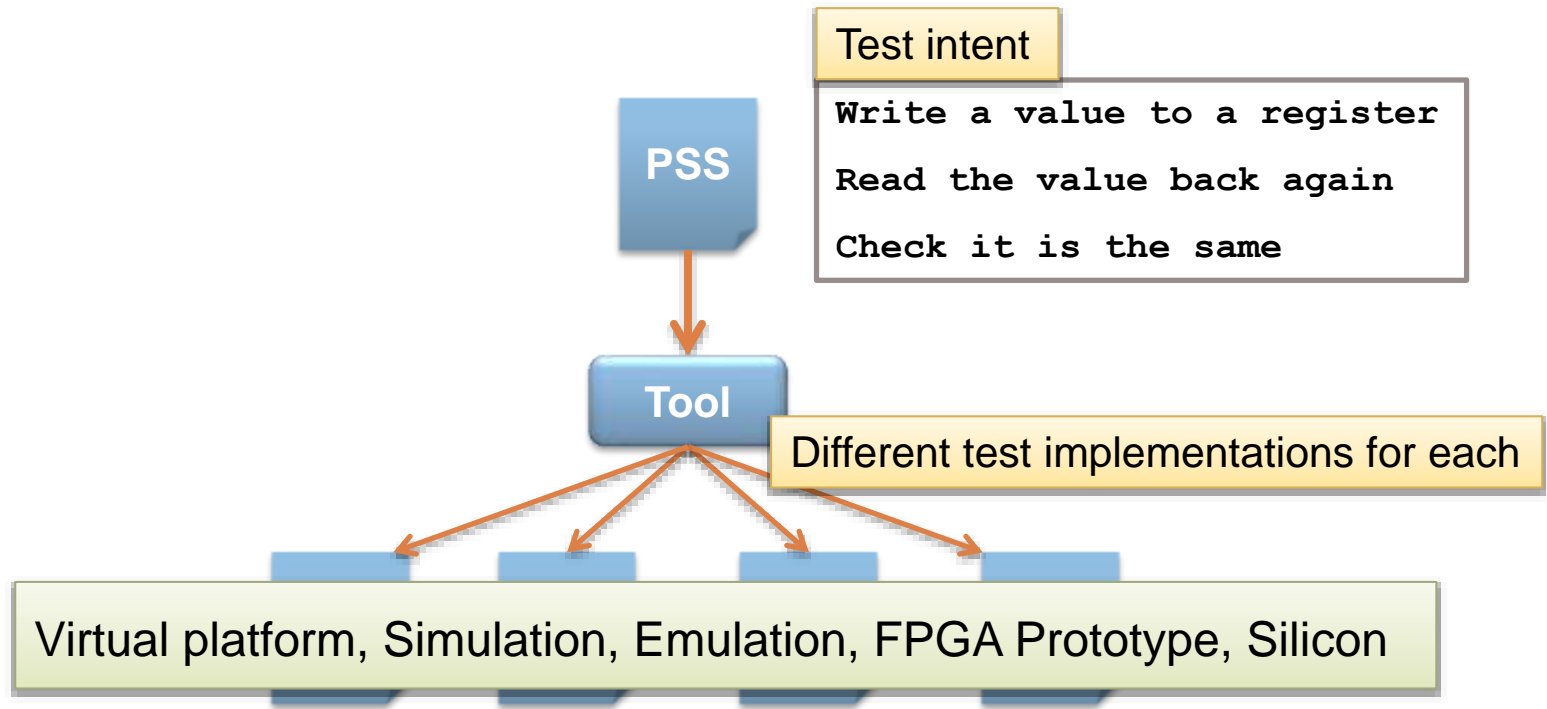 Test intent
Write a value to a register
Read the value back again
Check it is the same
PSS
Tool
Different test implementations for each
Virtual platform, Simulation, Emulation, FPGA Prototype, Silicon